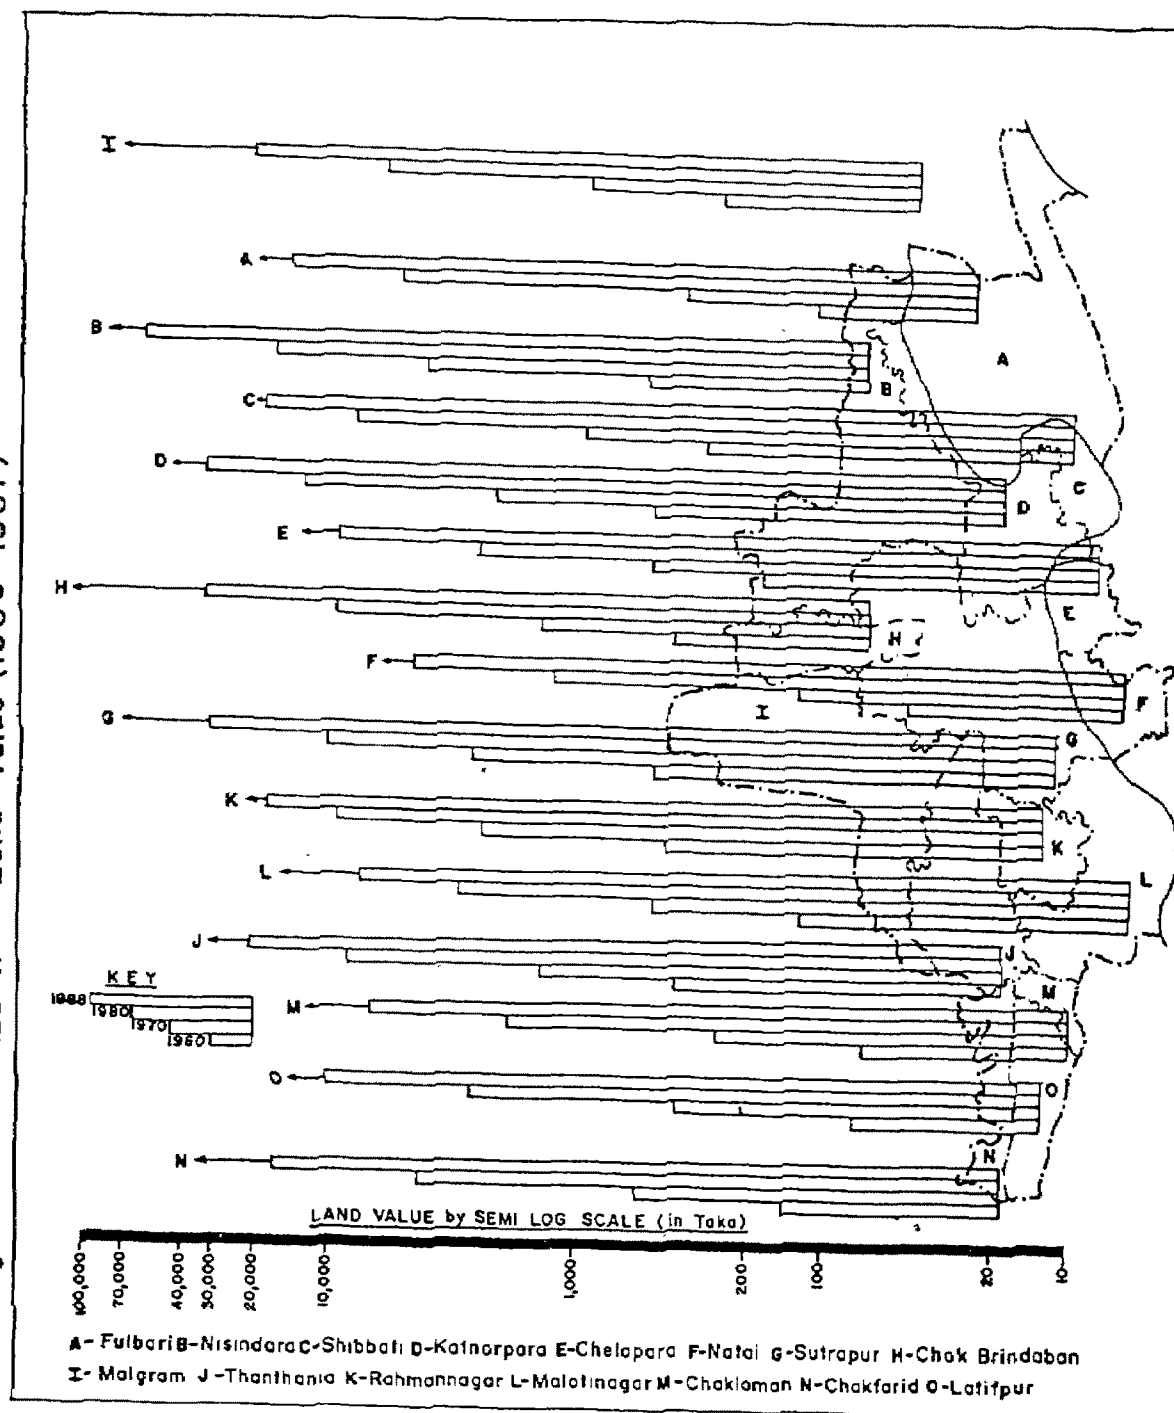 I
A
B
A
B
C
C
D
D
E
H
E
H
F
I
F
G
G
K
K
L
L
J
J
KEY
M
M
1988
1980
1970
1960
O
O
N
N
LAND VALUE by SEMI LOG SCALE (in Taka)
100,000 70,000 40,000 30,000 20,000 10,000 1,000 200 100 20 10
A- Fulbari B-Nisindara C-Shibbati D-Katnarpara E-Chelapara F-Natai G-Sutrapur H-Chak Brindaban
I- Malgram J-Thanthania K-Rahmannagar L-Malotinagar M-Chakloman N-Chakfarid O-Latifpur